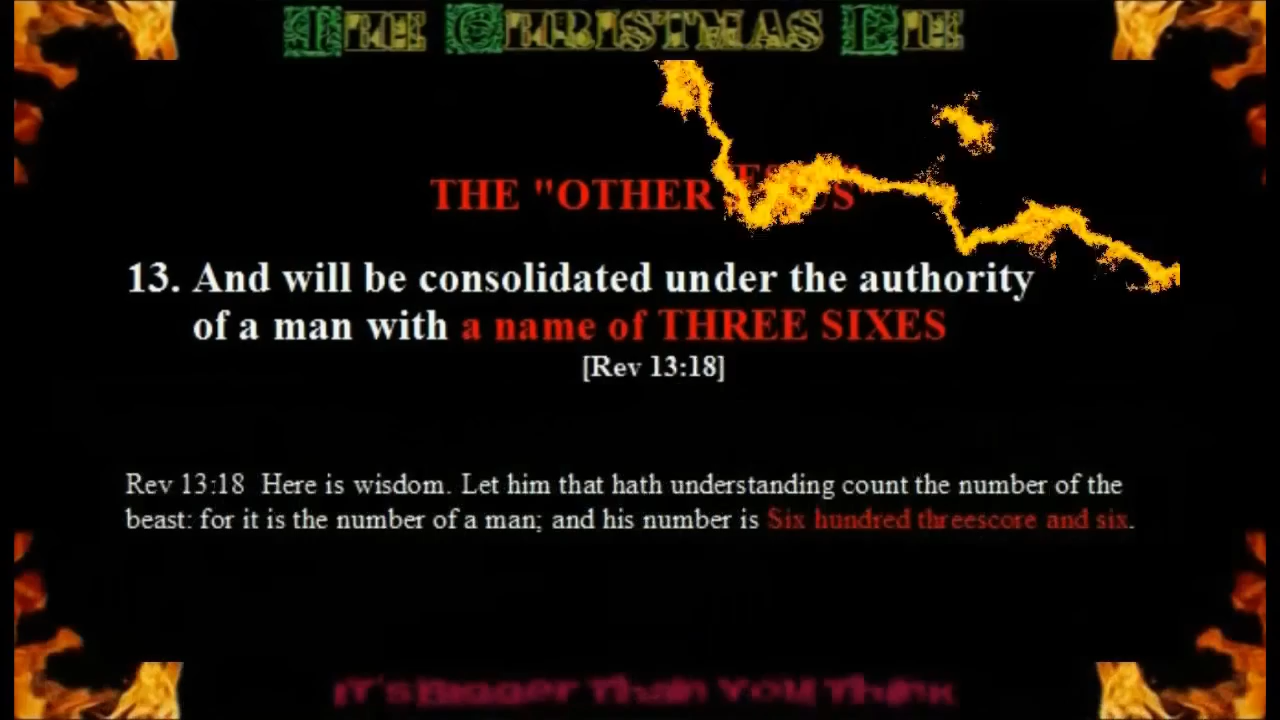 THE CHRISTMAS LIE
THE "OTHER JESUS"
13. And will be consolidated under the authority
of a man with a name of THREE SIXES
[Rev 13:18]
Rev 13:18 Here is wisdom. Let him that hath understanding count the number of the
beast: for it is the number of a man; and his number is Six hundred threescore and six.
IT's Bigger Than YOU Think